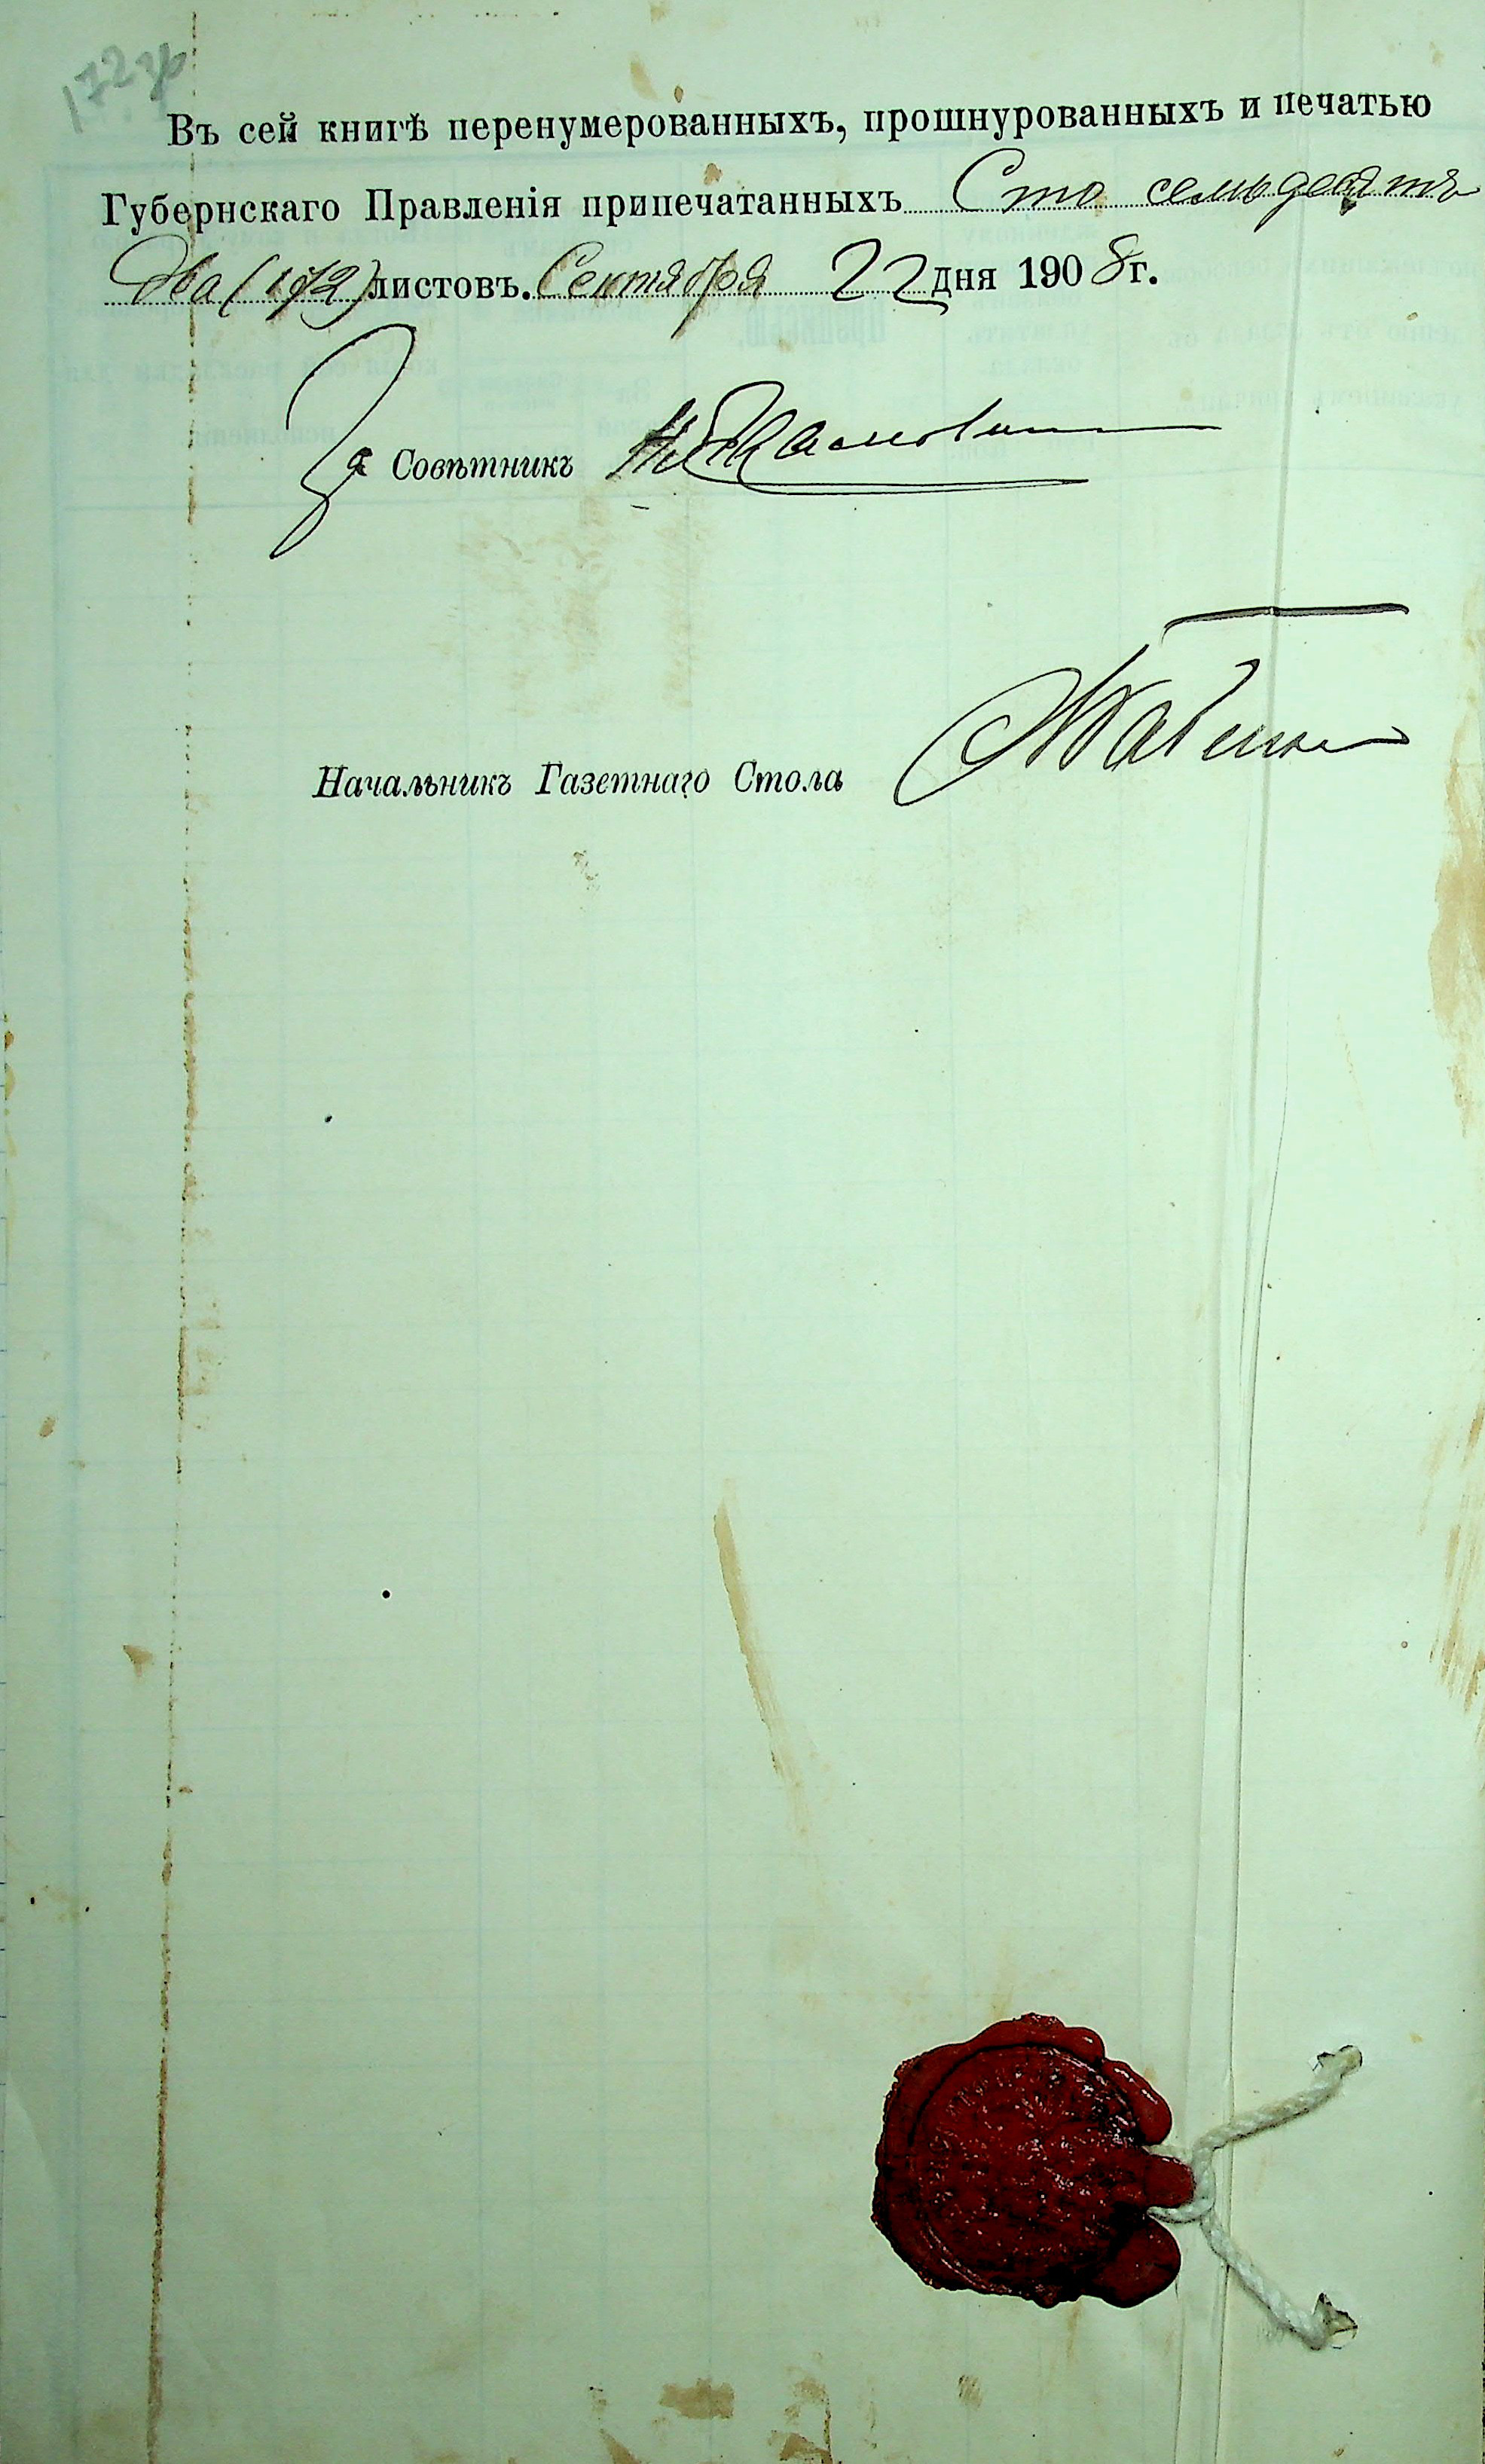 172
Въ сей книгѣ перенумерованныхъ, прошнурованныхъ и печатью
Губернскаго Правленія припечатанныхъ Сто семьдесятъ
два (172) листовъ. Сентября 22 дня 1908 г.
За Совѣтникъ
Начальникъ Газетнаго Стола